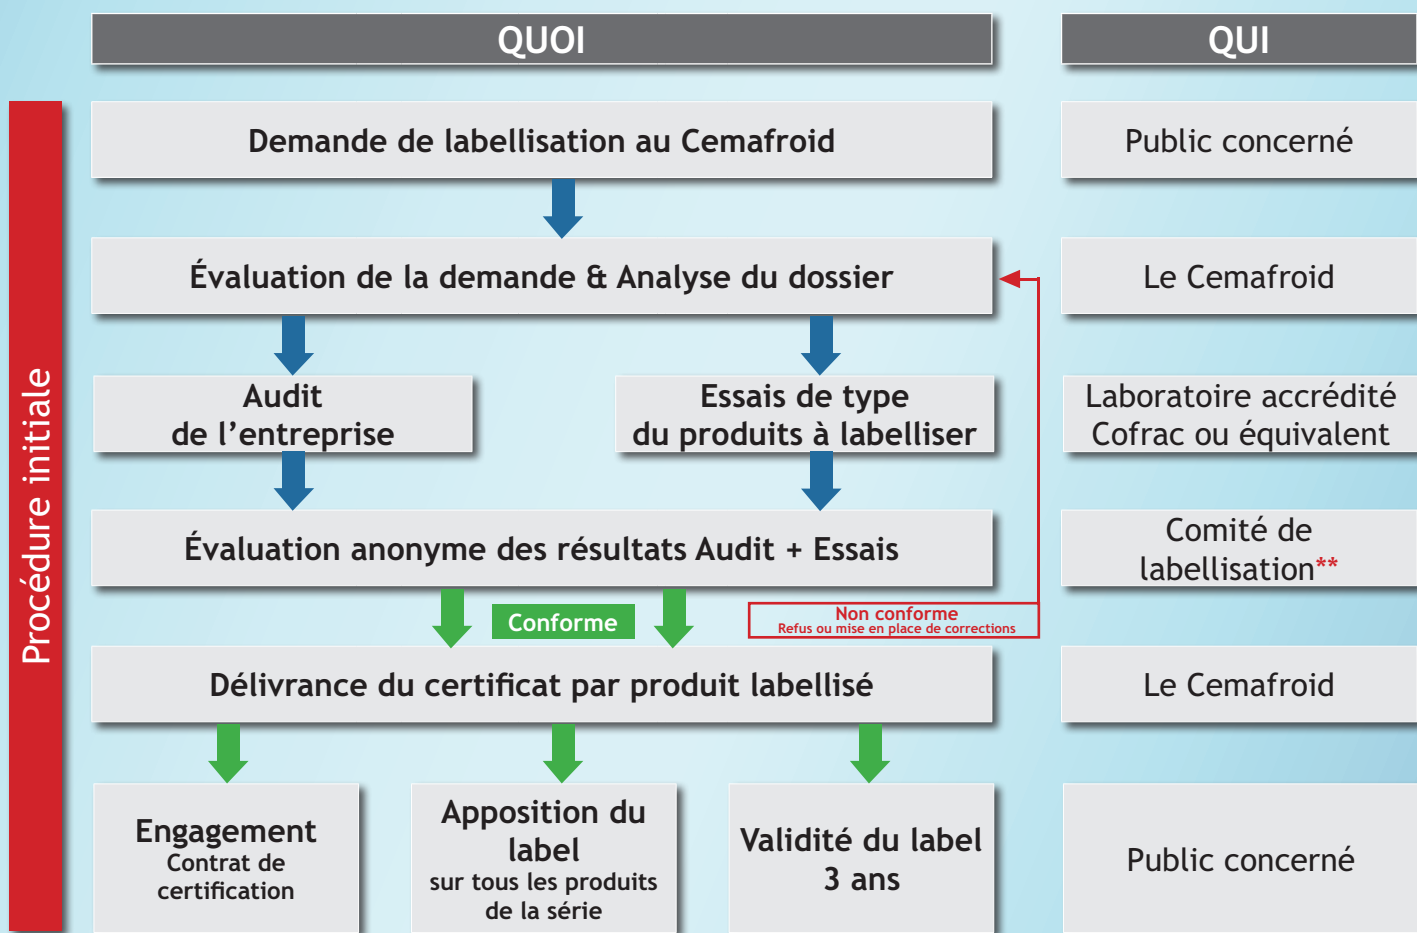 QUOI
QUI
Procédure initiale
Demande de labellisation au Cemafroid
Public concerné
Évaluation de la demande & Analyse du dossier
Le Cemafroid
Audit
de l'entreprise
Essais de type
du produits à labelliser
Laboratoire accrédité
Cofrac ou équivalent
Évaluation anonyme des résultats Audit + Essais
Comité de
labellisation**
Conforme
Non conforme
Refus ou mise en place de corrections
Délivrance du certificat par produit labellisé
Le Cemafroid
Engagement
Contrat de
certification
Apposition du
label
sur tous les produits
de la série
Validité du label
3 ans
Public concerné